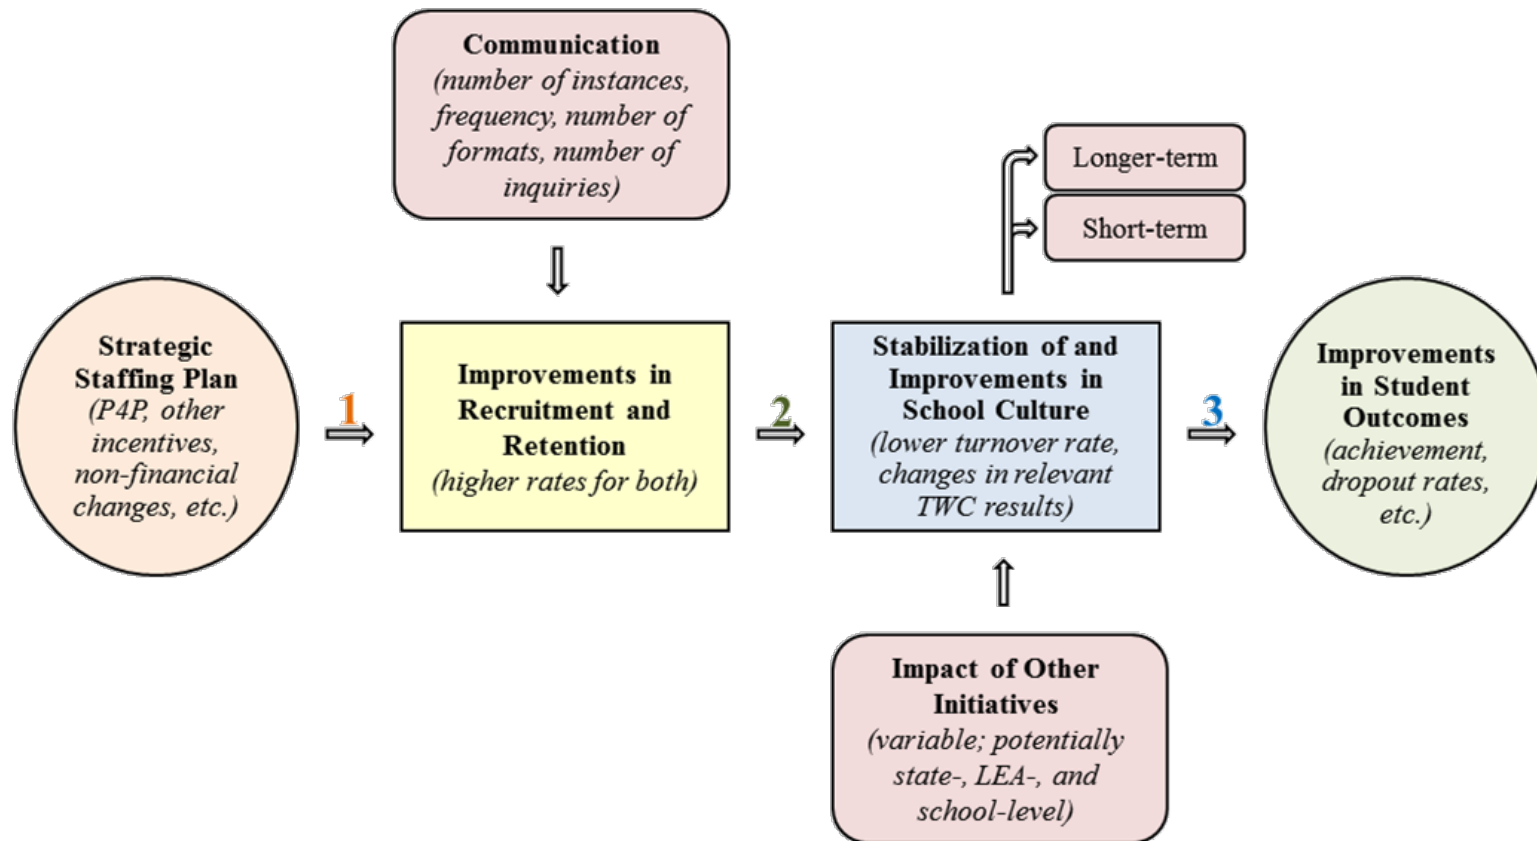 Communication
(number of instances,
frequency, number of
formats, number of
inquiries)
Longer-term
Short-term
Strategic
Staffing Plan
(P4P, other
incentives,
non-financial
changes, etc.)
1
Improvements in
Recruitment and
Retention
(higher rates for both)
2
Stabilization of and
Improvements in
School Culture
(lower turnover rate,
changes in relevant
TWC results)
3
Improvements
in Student
Outcomes
(achievement,
dropout rates,
etc.)
Impact of Other
Initiatives
(variable; potentially
state-, LEA-, and
school-level)